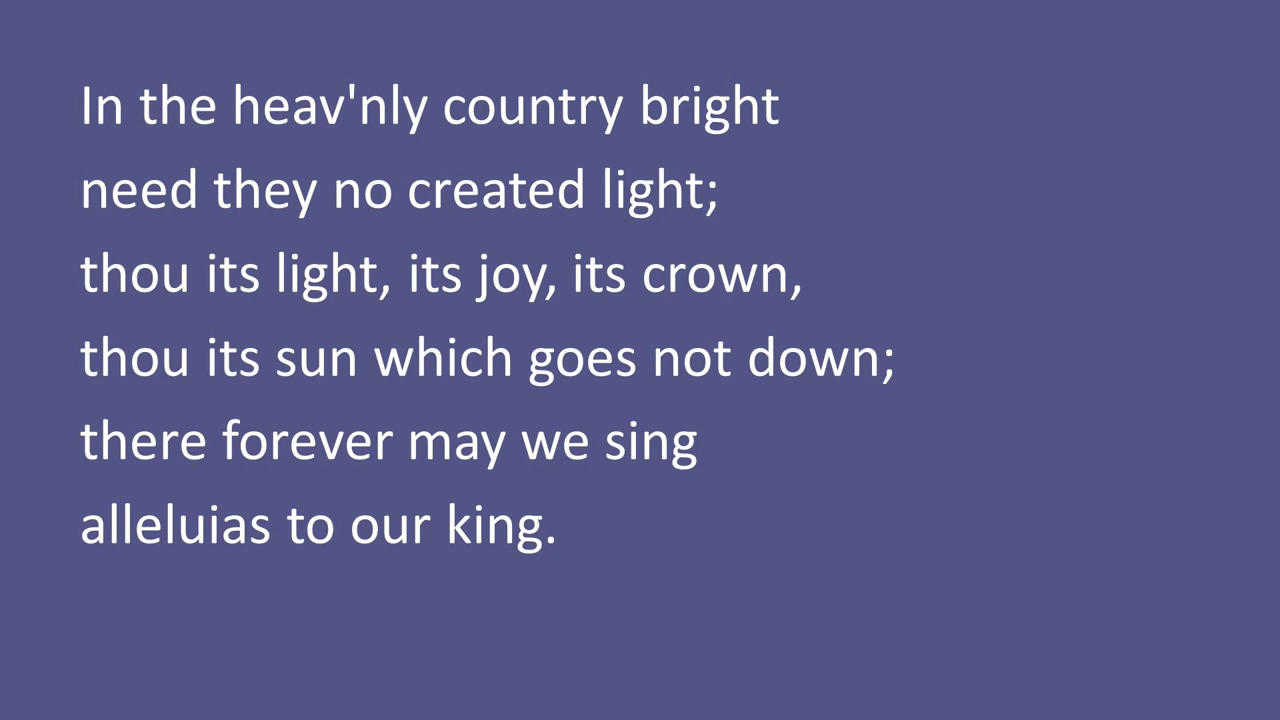 In the heav'nly country bright
need they no created light;
thou its light, its joy, its crown,
thou its sun which goes not down;
there forever may we sing
alleluias to our king.